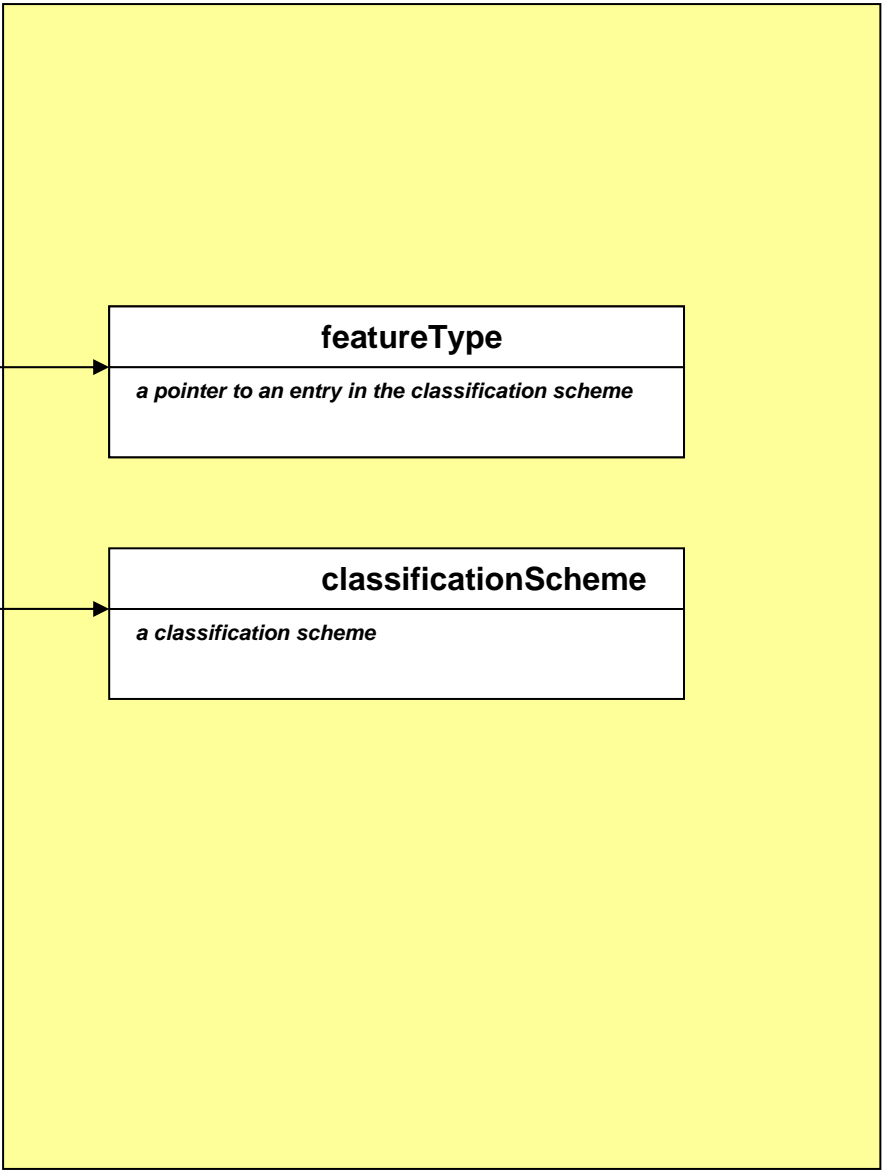 featureType
a pointer to an entry in the classification scheme
classificationScheme
a classification scheme